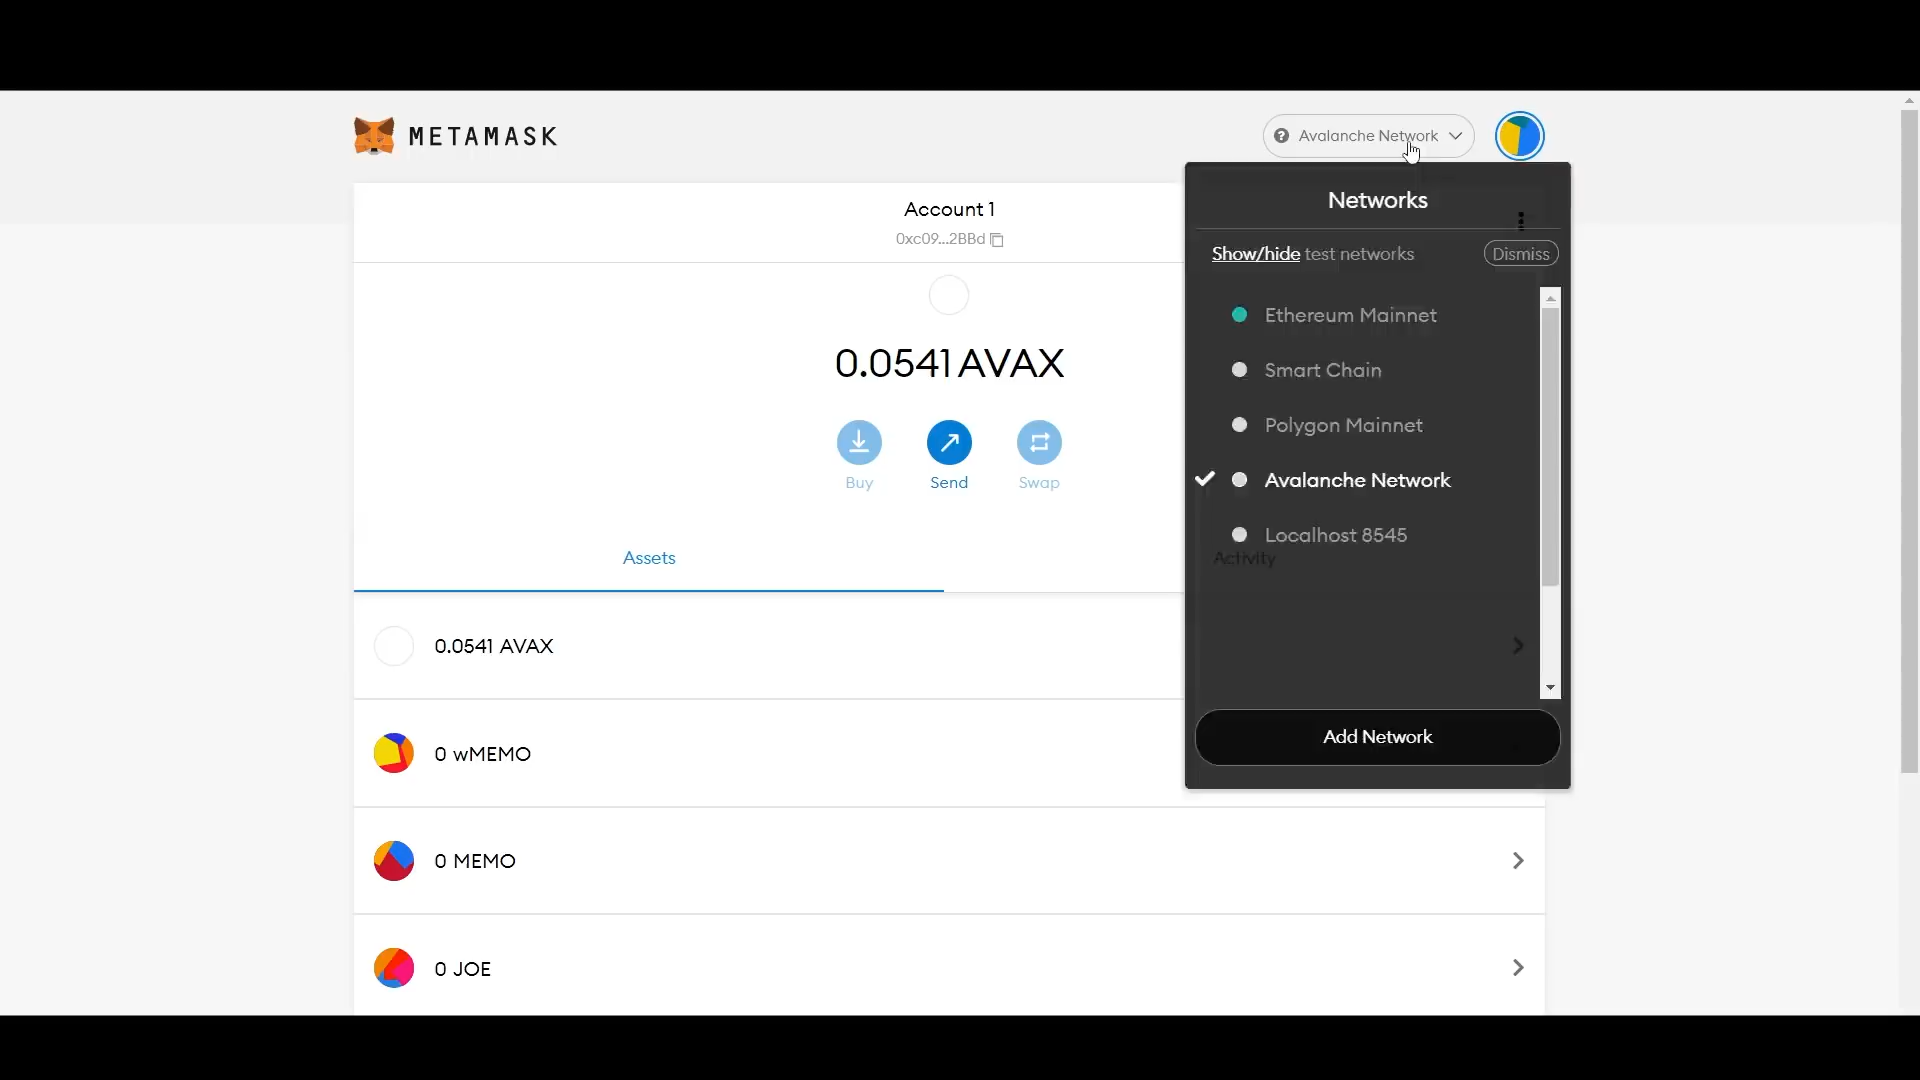 METAMASK
Avalanche Network
Account 1
0xc09...2BBd
0.0541 AVAX
Buy
Send
Swap
Assets
Activity
0.0541 AVAX
0 wMEMO
0 MEMO
0 JOE
Networks
Show/hide test networks
Dismiss
Ethereum Mainnet
Smart Chain
Polygon Mainnet
Avalanche Network
Localhost 8545
Add Network